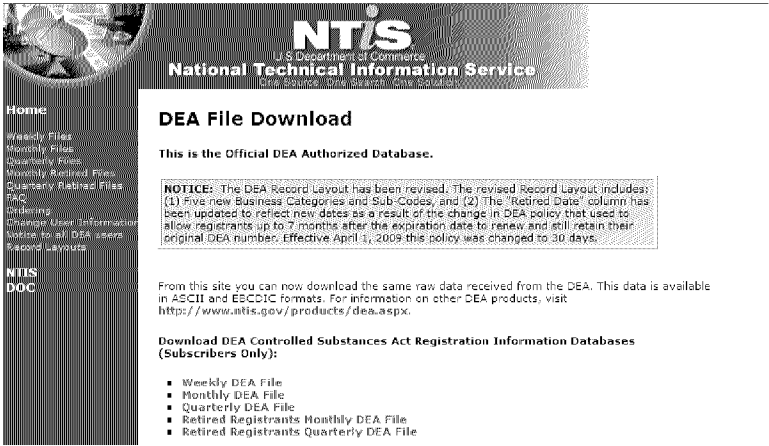 NTIS
U.S. Department of Commerce
National Technical Information Service
One Source. One Search. One Solution.
Home
Weekly Files
Monthly Files
Quarterly Files
Monthly Retired Files
Quarterly Retired Files
FAQ
Ordering
Change User Information
Notice to all DEA users
Record Layouts
NTIS
DOC
DEA File Download
This is the Official DEA Authorized Database.
NOTICE: The DEA Record Layout has been revised. The revised Record Layout includes:
(1) Five new Business Categories and Sub-Codes, and (2) The "Retired Date" column has
been updated to reflect new dates as a result of the change in DEA policy that used to
allow registrants up to 7 months after the expiration date to renew and still retain their
original DEA number. Effective April 1, 2009 this policy was changed to 30 days.
From this site you can now download the same raw data received from the DEA. This data is available
in ASCII and EBCDIC formats. For information on other DEA products, visit
http://www.ntis.gov/products/dea.aspx.
Download DEA Controlled Substances Act Registration Information Databases
(Subscribers Only):
▪ Weekly DEA File
▪ Monthly DEA File
▪ Quarterly DEA File
▪ Retired Registrants Monthly DEA File
▪ Retired Registrants Quarterly DEA File